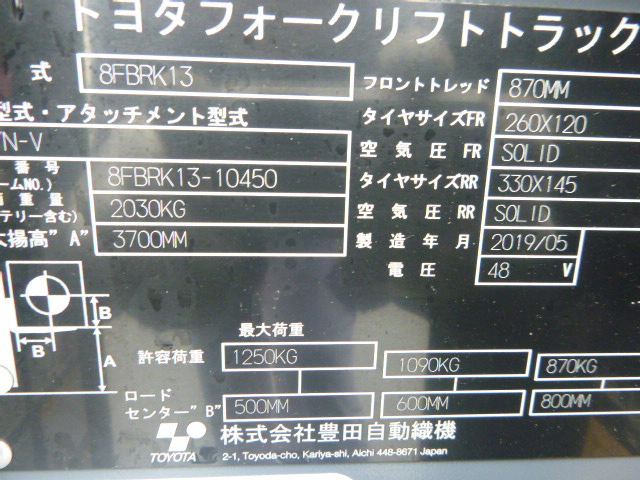 トヨタフォークリフトトラック
式 8FBRK13 フロントトレッド 870MM
型式・アタッチメント型式 タイヤサイズFR 260X120
N-V 空気圧FR SOLID
番号 8FBRK13-10450 タイヤサイズRR 330X145
ームNO.)
重量 2030KG 空気圧RR SOLID
テリー含む)
大揚高"A" 3700MM 製造年月 2019/05
電圧 48 V
B
B
A
最大荷重
許容荷重 1250KG 1090KG 870KG
ロード
センター"B" 500MM 600MM 800MM
TOYOTA 株式会社豊田自動織機
2-1, Toyoda-cho, Kariya-shi, Aichi 448-8671 Japan